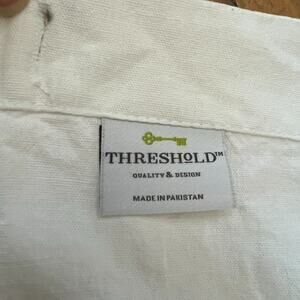 THRESHOLD™
QUALITY & DESIGN
MADE IN PAKISTAN